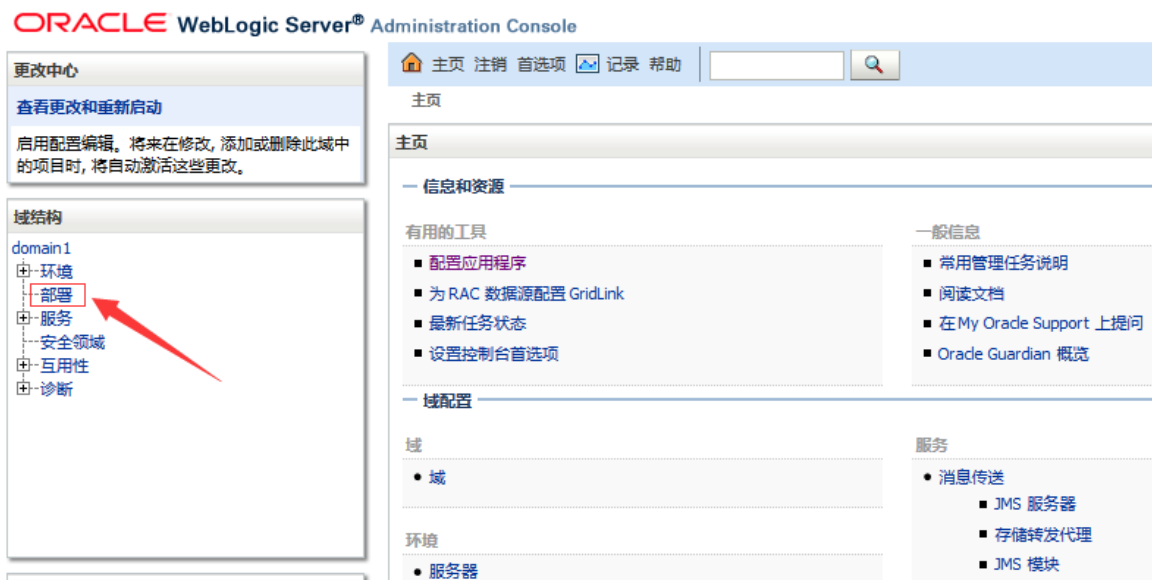 ORACLE WebLogic Server® Administration Console
更改中心
查看更改和重新启动
启用配置编辑。将来在修改, 添加或删除此域中
的项目时, 将自动激活这些更改。
域结构
domain1
环境
部署
服务
安全领域
互用性
诊断
主页 注销 首选项 记录 帮助
主页
主页
信息和资源
有用的工具
配置应用程序
为 RAC 数据源配置 GridLink
最新任务状态
设置控制台首选项
一般信息
常用管理任务说明
阅读文档
在 My Oracle Support 上提问
Oracle Guardian 概览
域配置
域
域
环境
服务器
服务
消息传送
JMS 服务器
存储转发代理
JMS 模块